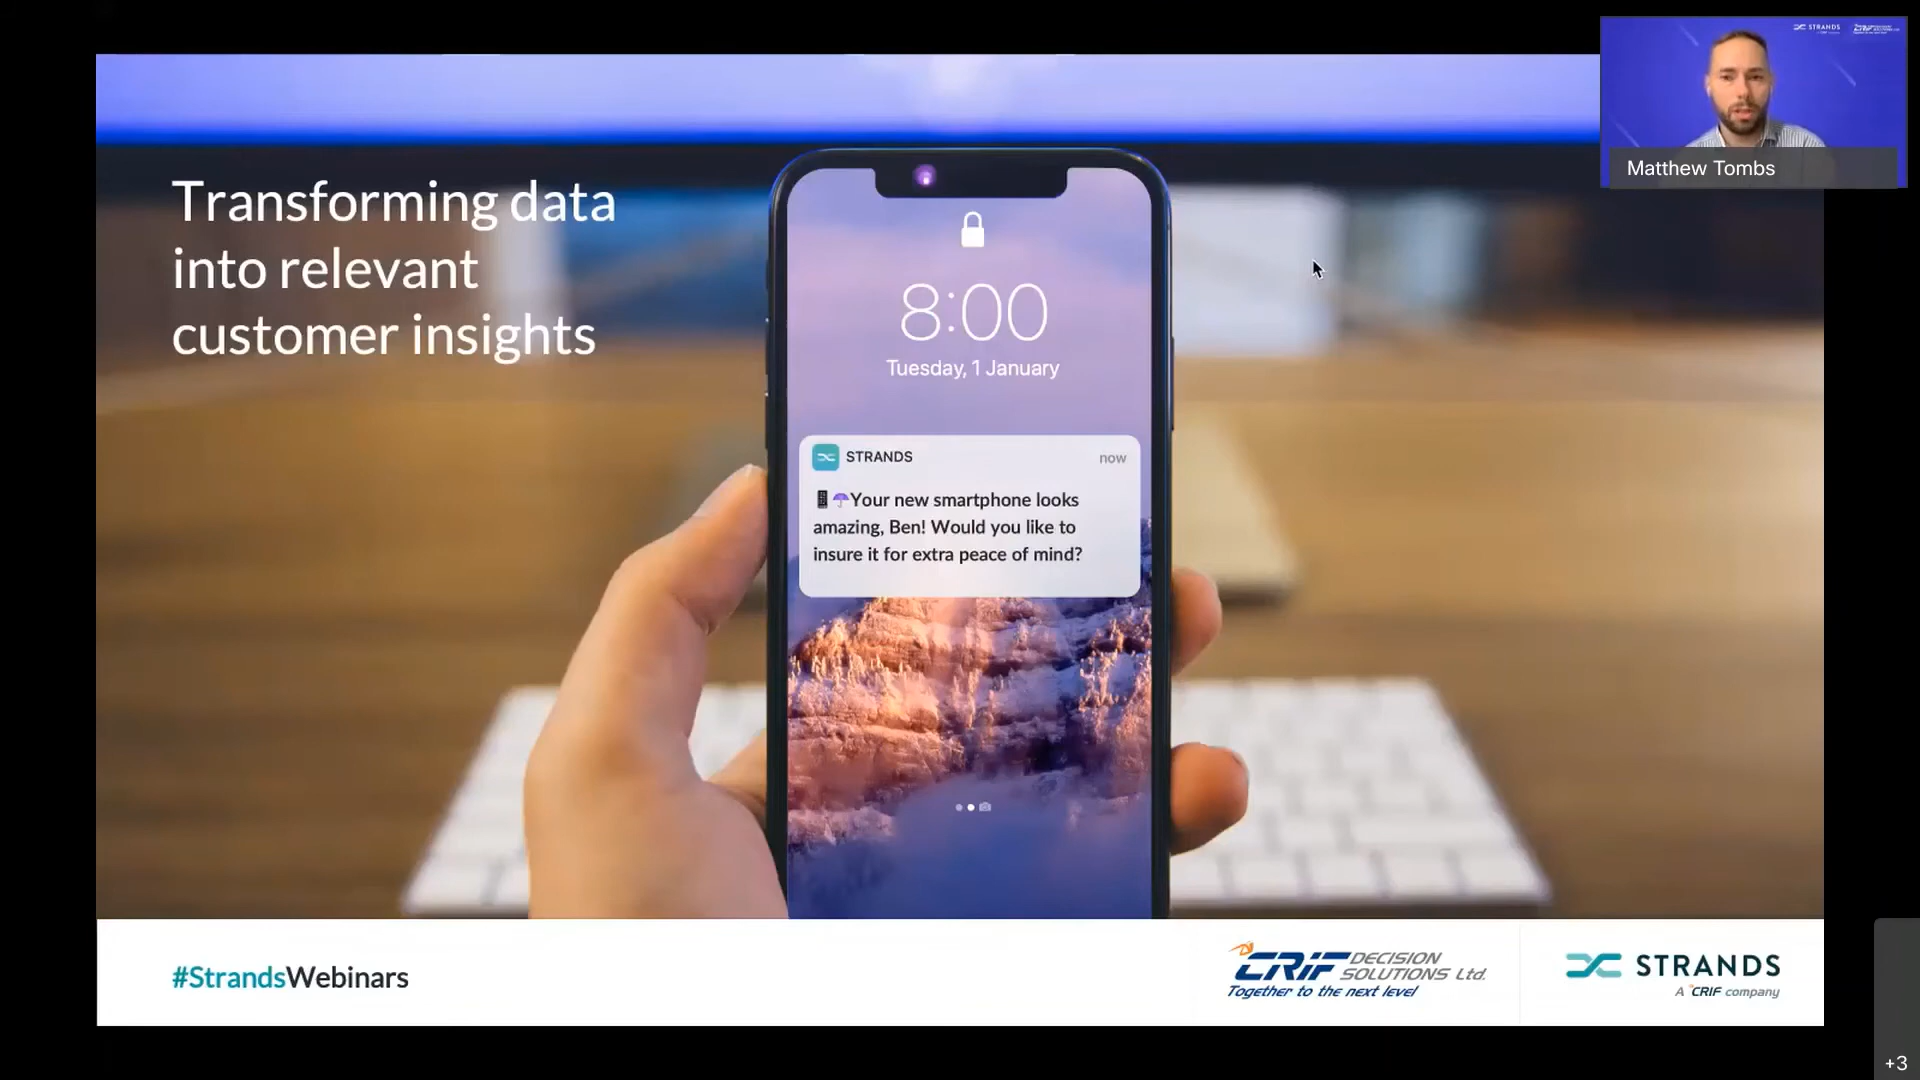 STRANDS
Matthew Tombs
Transforming data
into relevant
customer insights
8:00
Tuesday, 1 January
STRANDS
now
Your new smartphone looks
amazing, Ben! Would you like to
insure it for extra peace of mind?
#StrandsWebinars
CRIF DECISION
SOLUTIONS Ltd.
Together to the next level
STRANDS
A CRIF company
+3